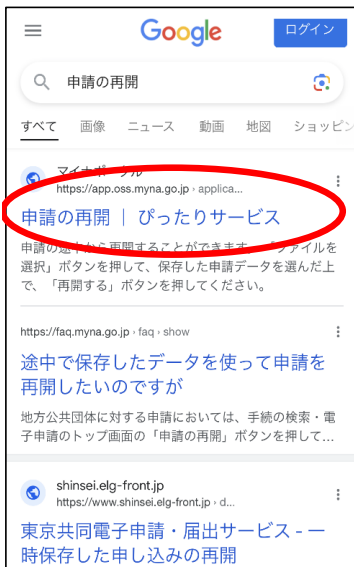 Google
ログイン
申請の再開
すべて 画像 ニュース 動画 地図 ショッピン
マイナポータル
https://app.oss.myna.go.jp › applica...
申請の再開 | ぴったりサービス
申請の途中から再開することができます。「ファイルを
選択」ボタンを押して、保存した申請データを選んだ上
で、「再開する」ボタンを押してください。
https://faq.myna.go.jp › faq › show
途中で保存したデータを使って申請を
再開したいのですが
地方公共団体に対する申請においては、手続の検索・電
子申請のトップ画面の「申請の再開」ボタンを押して...
shinsei.elg-front.jp
https://www.shinsei.elg-front.jp › d...
東京共同電子申請・届出サービス - 一
時保存した申し込みの再開